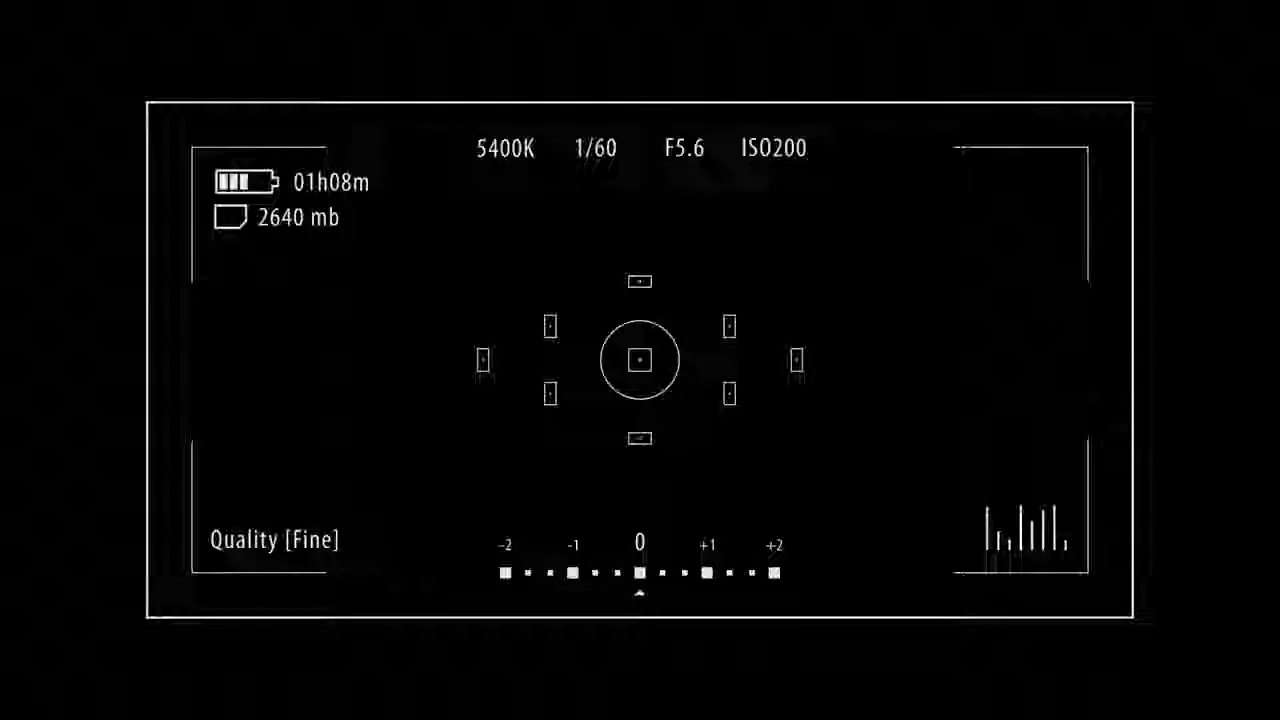 5400K 1/60 F5.6 ISO200
01h08m
2640 mb
Quality [Fine]
-2 -1 0 +1 +2